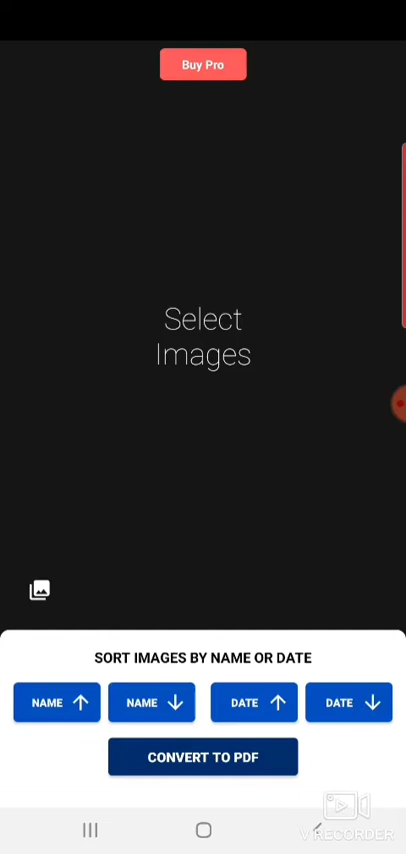 Buy Pro
Select
Images
SORT IMAGES BY NAME OR DATE
NAME
NAME
DATE
DATE
CONVERT TO PDF
V RECORDER